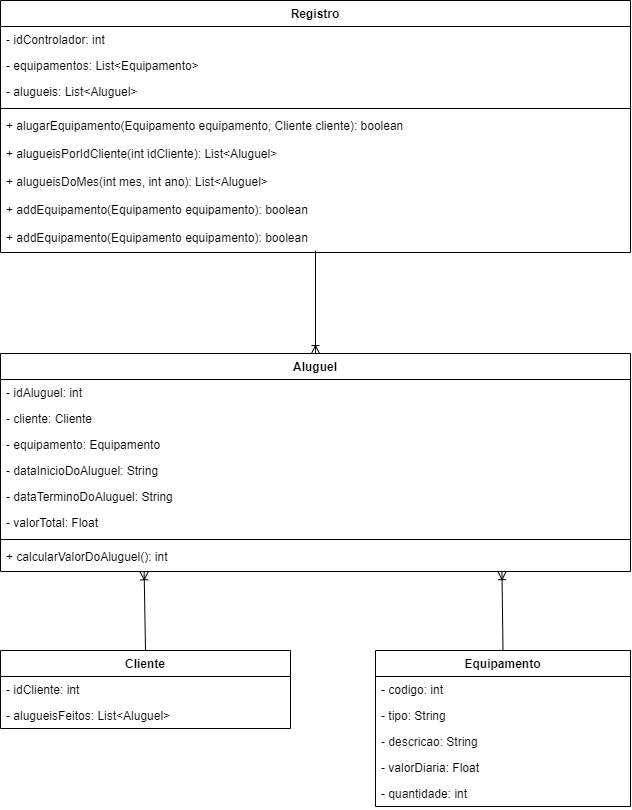 Registro
- idControlador: int
- equipamentos: List<Equipamento>
- alugueis: List<Aluguel>
+ alugarEquipamento(Equipamento equipamento, Cliente cliente): boolean
+ alugueisPorIdCliente(int idCliente): List<Aluguel>
+ alugueisDoMes(int mes, int ano): List<Aluguel>
+ addEquipamento(Equipamento equipamento): boolean
+ addEquipamento(Equipamento equipamento): boolean
Aluguel
- idAluguel: int
- cliente: Cliente
- equipamento: Equipamento
- dataInicioDoAluguel: String
- dataTerminoDoAluguel: String
- valorTotal: Float
+ calcularValorDoAluguel(): int
Cliente
- idCliente: int
- alugueisFeitos: List<Aluguel>
Equipamento
- codigo: int
- tipo: String
- descricao: String
- valorDiaria: Float
- quantidade: int